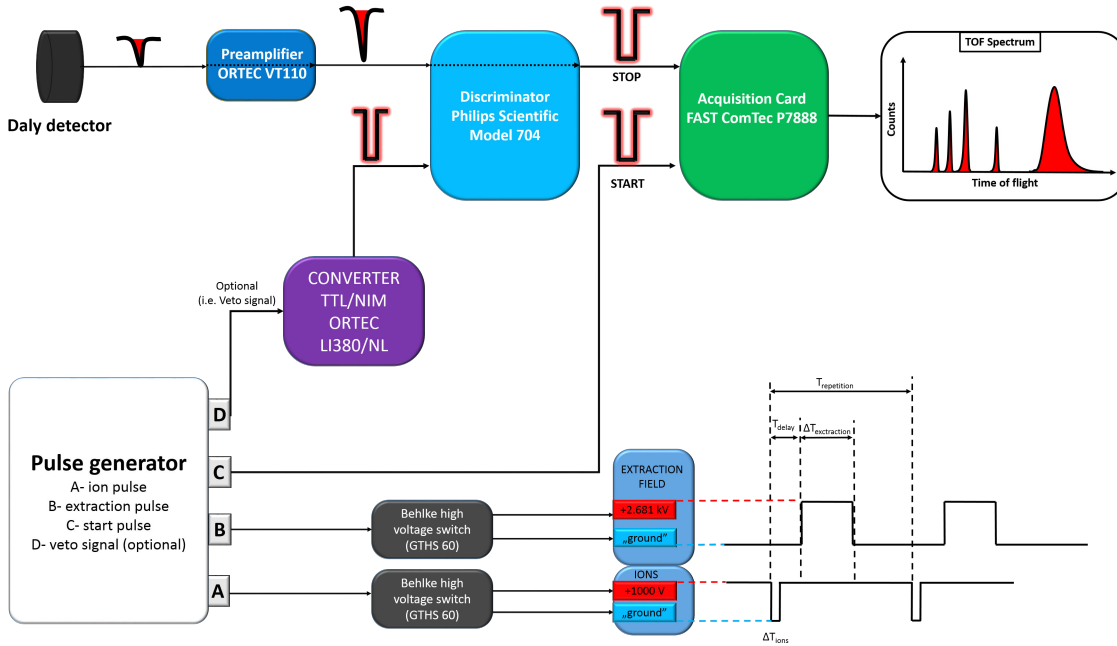 Daly detector
Preamplifier
ORTEC VT110
Discriminator
Philips Scientific
Model 704
STOP
START
Acquisition Card
FAST ComTec P7888
TOF Spectrum
Counts
Time of flight
Optional
(i.e. Veto signal)
CONVERTER
TTL/NIM
ORTEC
LI380/NL
Pulse generator
A- ion pulse
B- extraction pulse
C- start pulse
D- veto signal (optional)
D
C
B
A
Behlke high
voltage switch
(GTHS 60)
Behlke high
voltage switch
(GTHS 60)
EXTRACTION
FIELD
+2.681 kV
„ground"
IONS
+1000 V
„ground"
Trepetition
Tdelay
ΔTexctraction
ΔTions